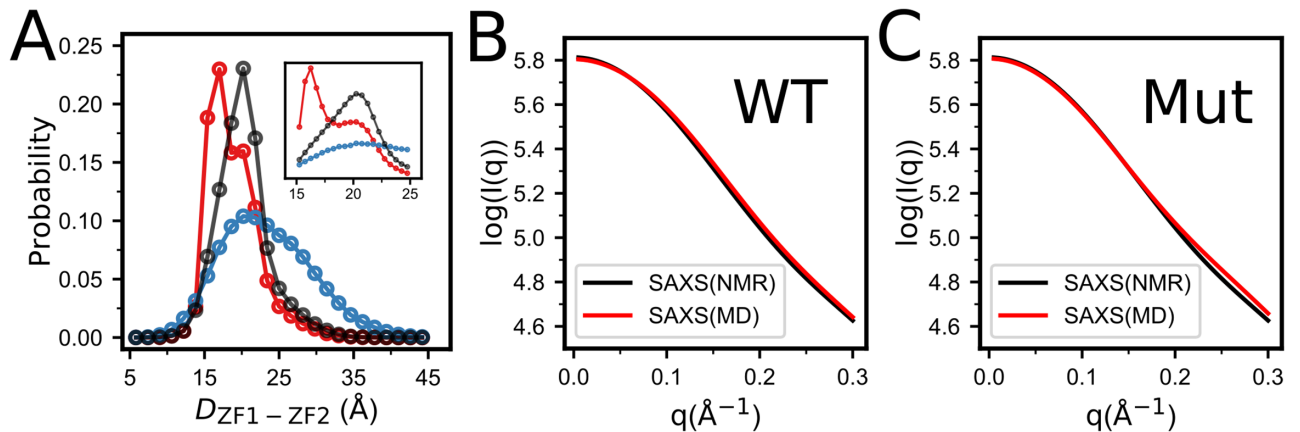 A
0.25
0.20
0.15
0.10
0.05
0.00
Probability
5 15 25 35 45
D_{ZF1 − ZF2} (Å)
15 20 25
B
5.8
5.6
5.4
5.2
5.0
4.8
4.6
log(I(q))
WT
SAXS(NMR)
SAXS(MD)
0.0 0.1 0.2 0.3
q(Å⁻¹)
C
5.8
5.6
5.4
5.2
5.0
4.8
4.6
log(I(q))
Mut
SAXS(NMR)
SAXS(MD)
0.0 0.1 0.2 0.3
q(Å⁻¹)